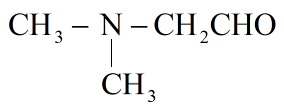 CH₃ – N – CH₂CHO
|
CH₃